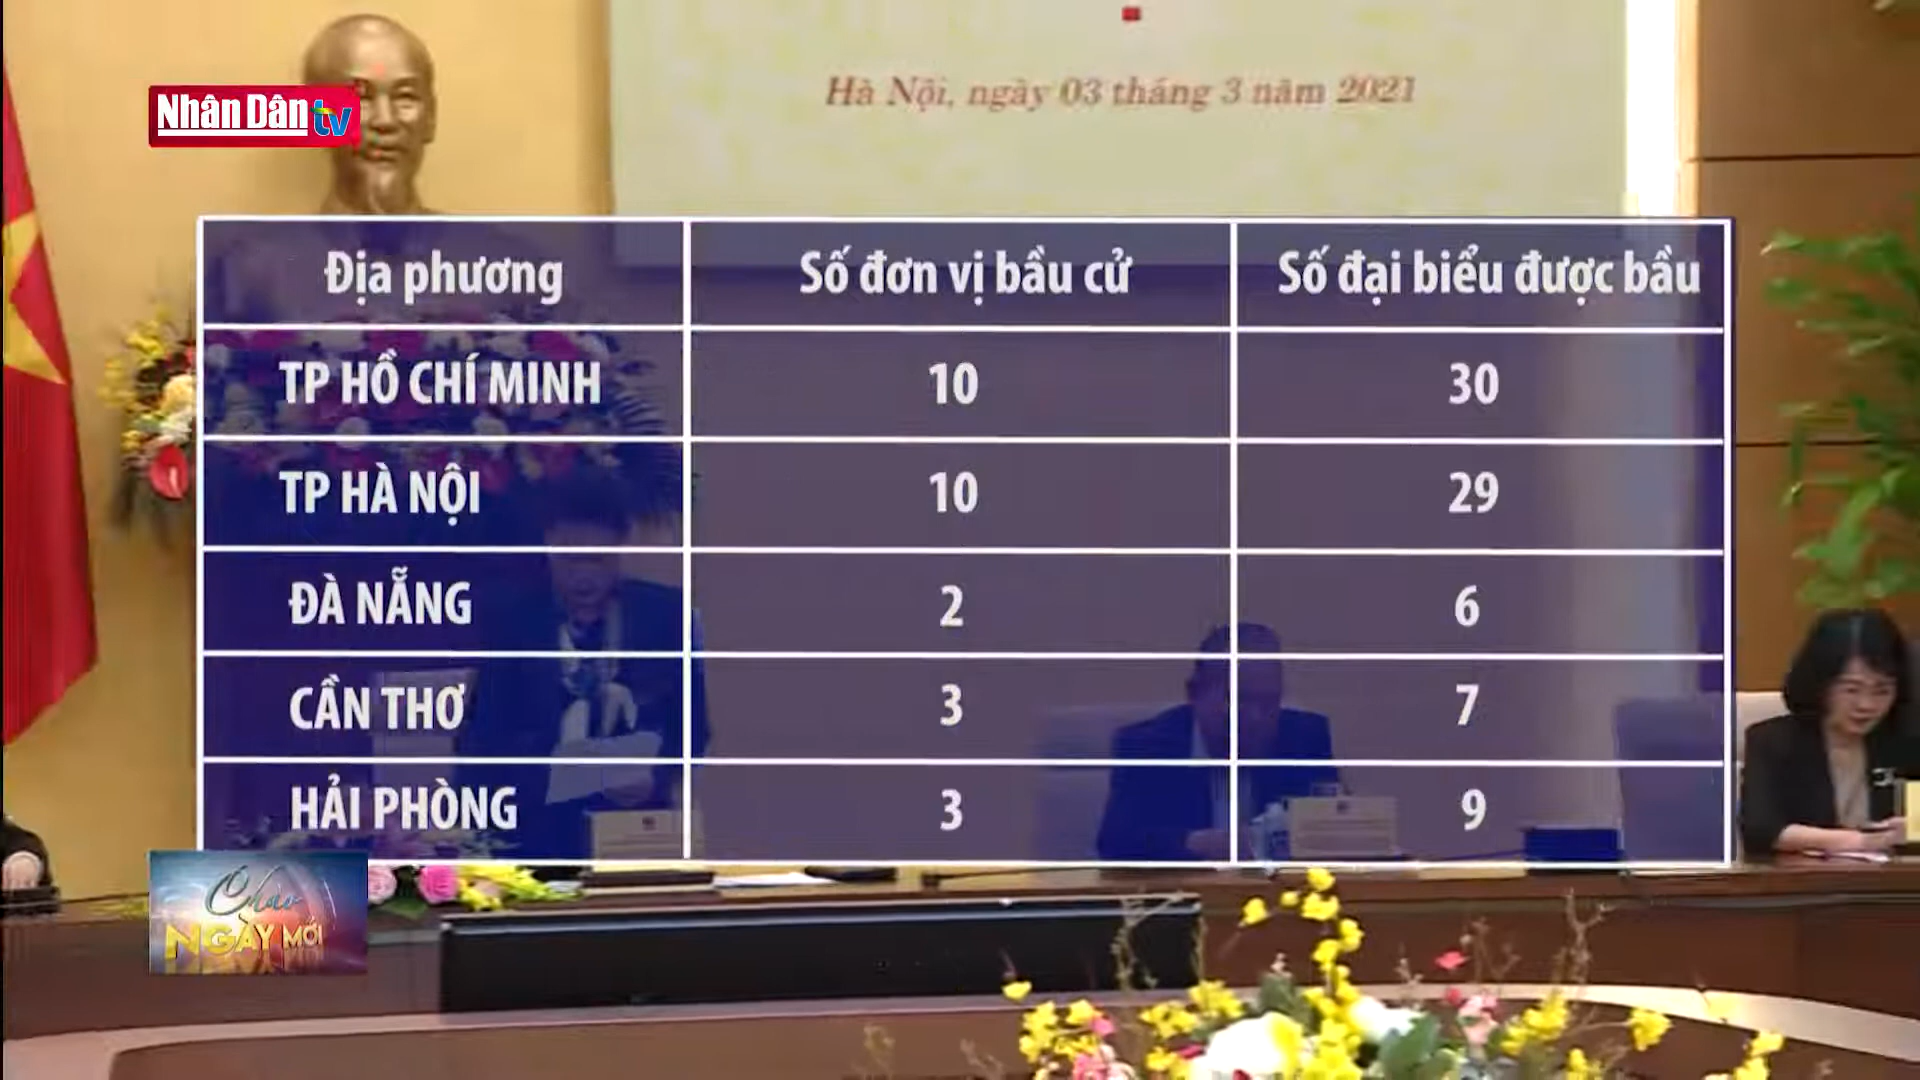 Hà Nội, ngày 03 tháng 3 năm 2021
Nhân Dân tv
Địa phương Số đơn vị bầu cử Số đại biểu được bầu
TP HỒ CHÍ MINH 10 30
TP HÀ NỘI 10 29
ĐÀ NẴNG 2 6
CẦN THƠ 3 7
HẢI PHÒNG 3 9
Chào
NGÀY MỚI